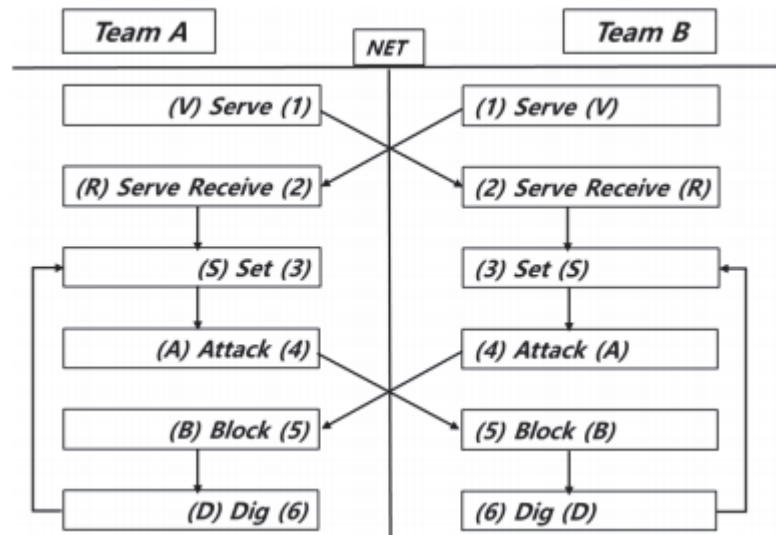 Team A
NET
Team B
(V) Serve (1)
(1) Serve (V)
(R) Serve Receive (2)
(2) Serve Receive (R)
(S) Set (3)
(3) Set (S)
(A) Attack (4)
(4) Attack (A)
(B) Block (5)
(5) Block (B)
(D) Dig (6)
(6) Dig (D)